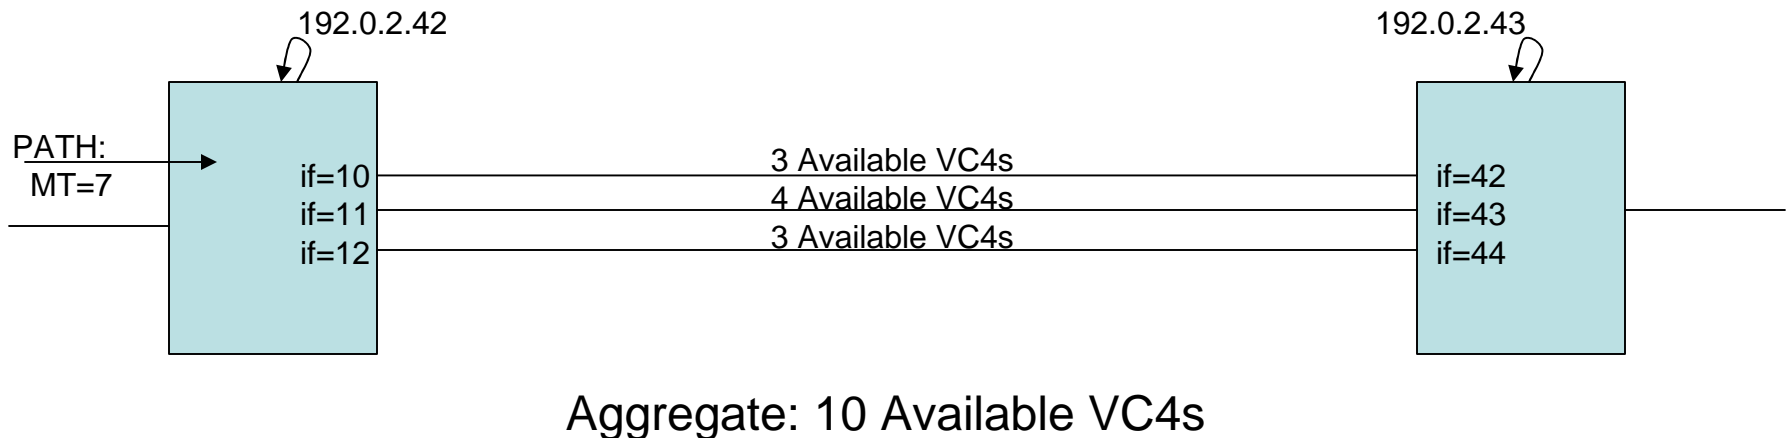 192.0.2.42
192.0.2.43
PATH:
MT=7
if=10
3 Available VC4s
if=42
if=11
4 Available VC4s
if=43
if=12
3 Available VC4s
if=44
Aggregate: 10 Available VC4s